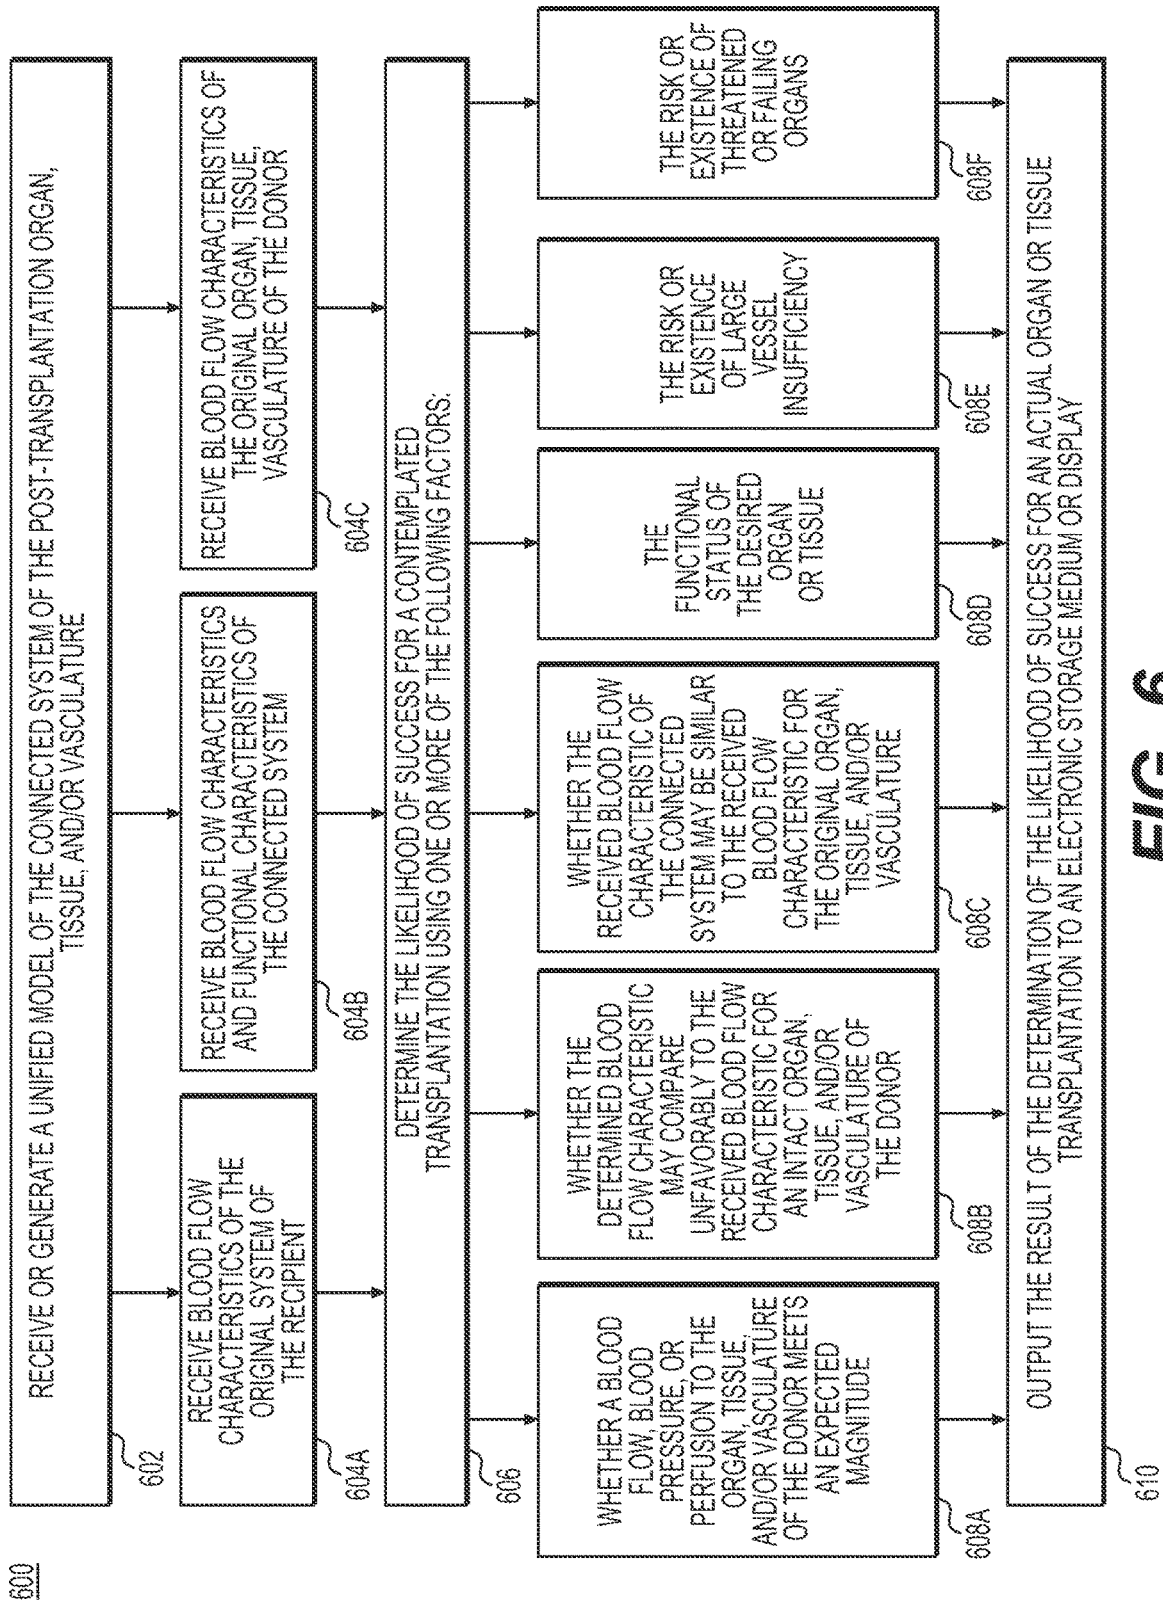 600
RECEIVE OR GENERATE A UNIFIED MODEL OF THE CONNECTED SYSTEM OF THE POST-TRANSPLANTATION ORGAN,
TISSUE, AND/OR VASCULATURE
602
RECEIVE BLOOD FLOW
CHARACTERISTICS OF THE
ORIGINAL SYSTEM OF
THE RECIPIENT
604A
RECEIVE BLOOD FLOW CHARACTERISTICS
AND FUNCTIONAL CHARACTERISTICS OF
THE CONNECTED SYSTEM
604B
RECEIVE BLOOD FLOW CHARACTERISTICS OF
THE ORIGINAL ORGAN, TISSUE,
VASCULATURE OF THE DONOR
604C
DETERMINE THE LIKELIHOOD OF SUCCESS FOR A CONTEMPLATED
TRANSPLANTATION USING ONE OR MORE OF THE FOLLOWING FACTORS:
606
WHETHER A BLOOD
FLOW, BLOOD
PRESSURE, OR
PERFUSION TO THE
ORGAN, TISSUE,
AND/OR VASCULATURE
OF THE DONOR MEETS
AN EXPECTED
MAGNITUDE
608A
WHETHER THE
DETERMINED BLOOD
FLOW CHARACTERISTIC
MAY COMPARE
UNFAVORABLY TO THE
RECEIVED BLOOD FLOW
CHARACTERISTIC FOR
AN INTACT ORGAN,
TISSUE, AND/OR
VASCULATURE OF
THE DONOR
608B
WHETHER THE
RECEIVED BLOOD FLOW
CHARACTERISTIC OF
THE CONNECTED
SYSTEM MAY BE SIMILAR
TO THE RECEIVED
BLOOD FLOW
CHARACTERISTIC FOR
THE ORIGINAL ORGAN,
TISSUE, AND/OR
VASCULATURE
608C
THE
FUNCTIONAL
STATUS OF
THE DESIRED
ORGAN
OR TISSUE
608D
THE RISK OR
EXISTENCE
OF LARGE
VESSEL
INSUFFICIENCY
608E
THE RISK OR
EXISTENCE OF
THREATENED
OR FAILING
ORGANS
608F
OUTPUT THE RESULT OF THE DETERMINATION OF THE LIKELIHOOD OF SUCCESS FOR AN ACTUAL ORGAN OR TISSUE
TRANSPLANTATION TO AN ELECTRONIC STORAGE MEDIUM OR DISPLAY
610
FIG. 6